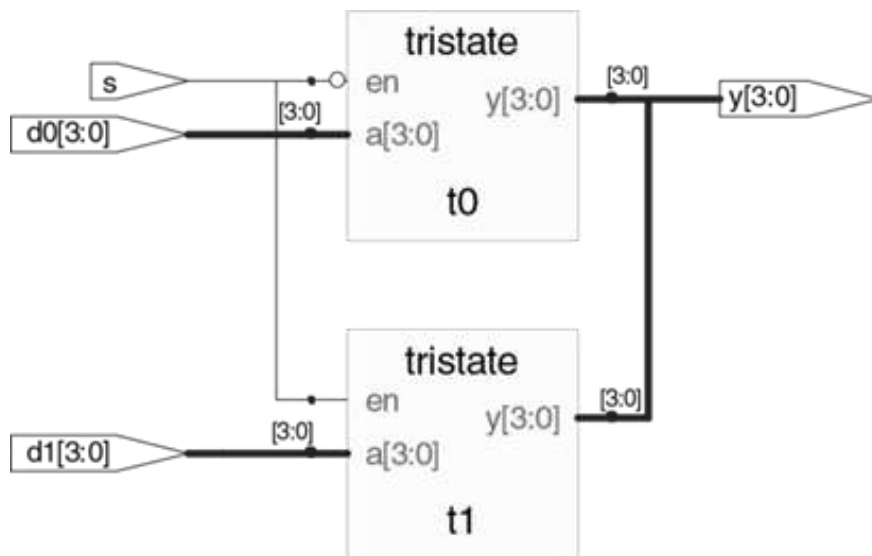 tristate
s
en
[3:0]
y[3:0]
[3:0]
y[3:0]
d0[3:0]
a[3:0]
t0
tristate
en
[3:0]
y[3:0]
[3:0]
d1[3:0]
a[3:0]
t1